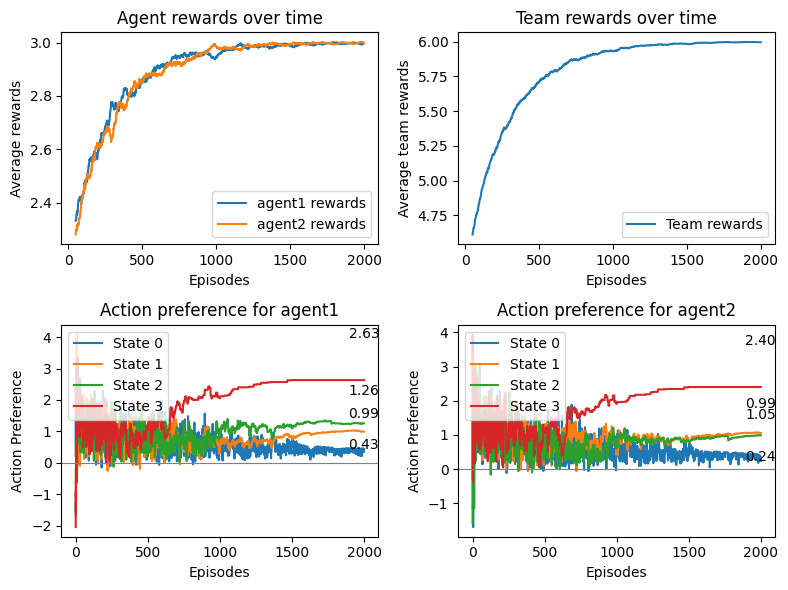 Agent rewards over time
Average rewards
3.0
2.8
2.6
2.4
agent1 rewards
agent2 rewards
0 500 1000 1500 2000
Episodes
Team rewards over time
Average team rewards
6.00
5.75
5.50
5.25
5.00
4.75
Team rewards
0 500 1000 1500 2000
Episodes
Action preference for agent1
Action Preference
4
3
2
1
0
−1
−2
State 0
State 1
State 2
State 3
2.63
1.26
0.99
0.43
0 500 1000 1500 2000
Episodes
Action preference for agent2
Action Preference
4
3
2
1
0
−1
State 0
State 1
State 2
State 3
2.40
0.99
1.05
0.24
0 500 1000 1500 2000
Episodes